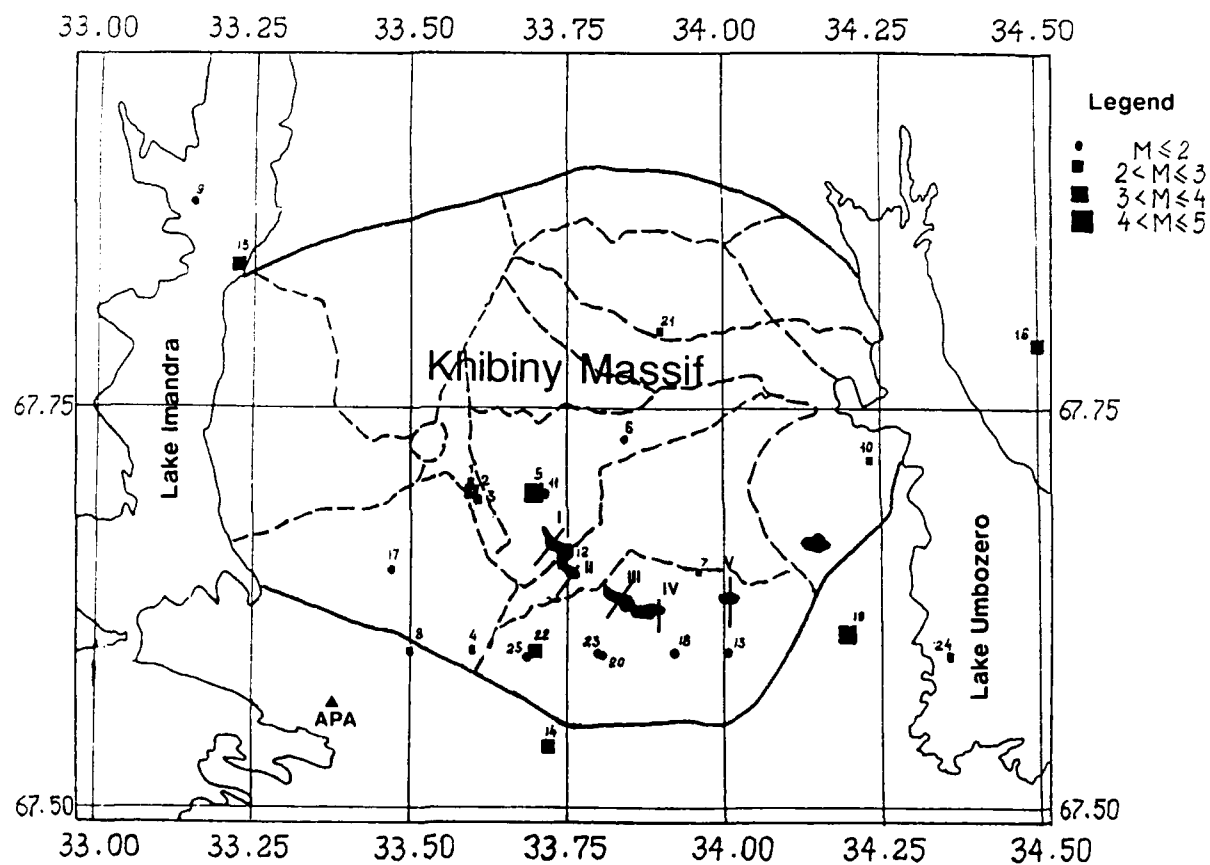 33.00 33.25 33.50 33.75 34.00 34.25 34.50
Legend
M ≤ 2
2 < M ≤ 3
3 < M ≤ 4
4 < M ≤ 5
9
15
21
16
Khibiny Massif
Lake Imandra
67.75 67.75
6
10
2
3
5
11
I
12
II
17
7
V
III
IV
Lake Umbozero
8
4
25
22
23
20
18
13
24
APA
14
67.50 67.50
33.00 33.25 33.50 33.75 34.00 34.25 34.50